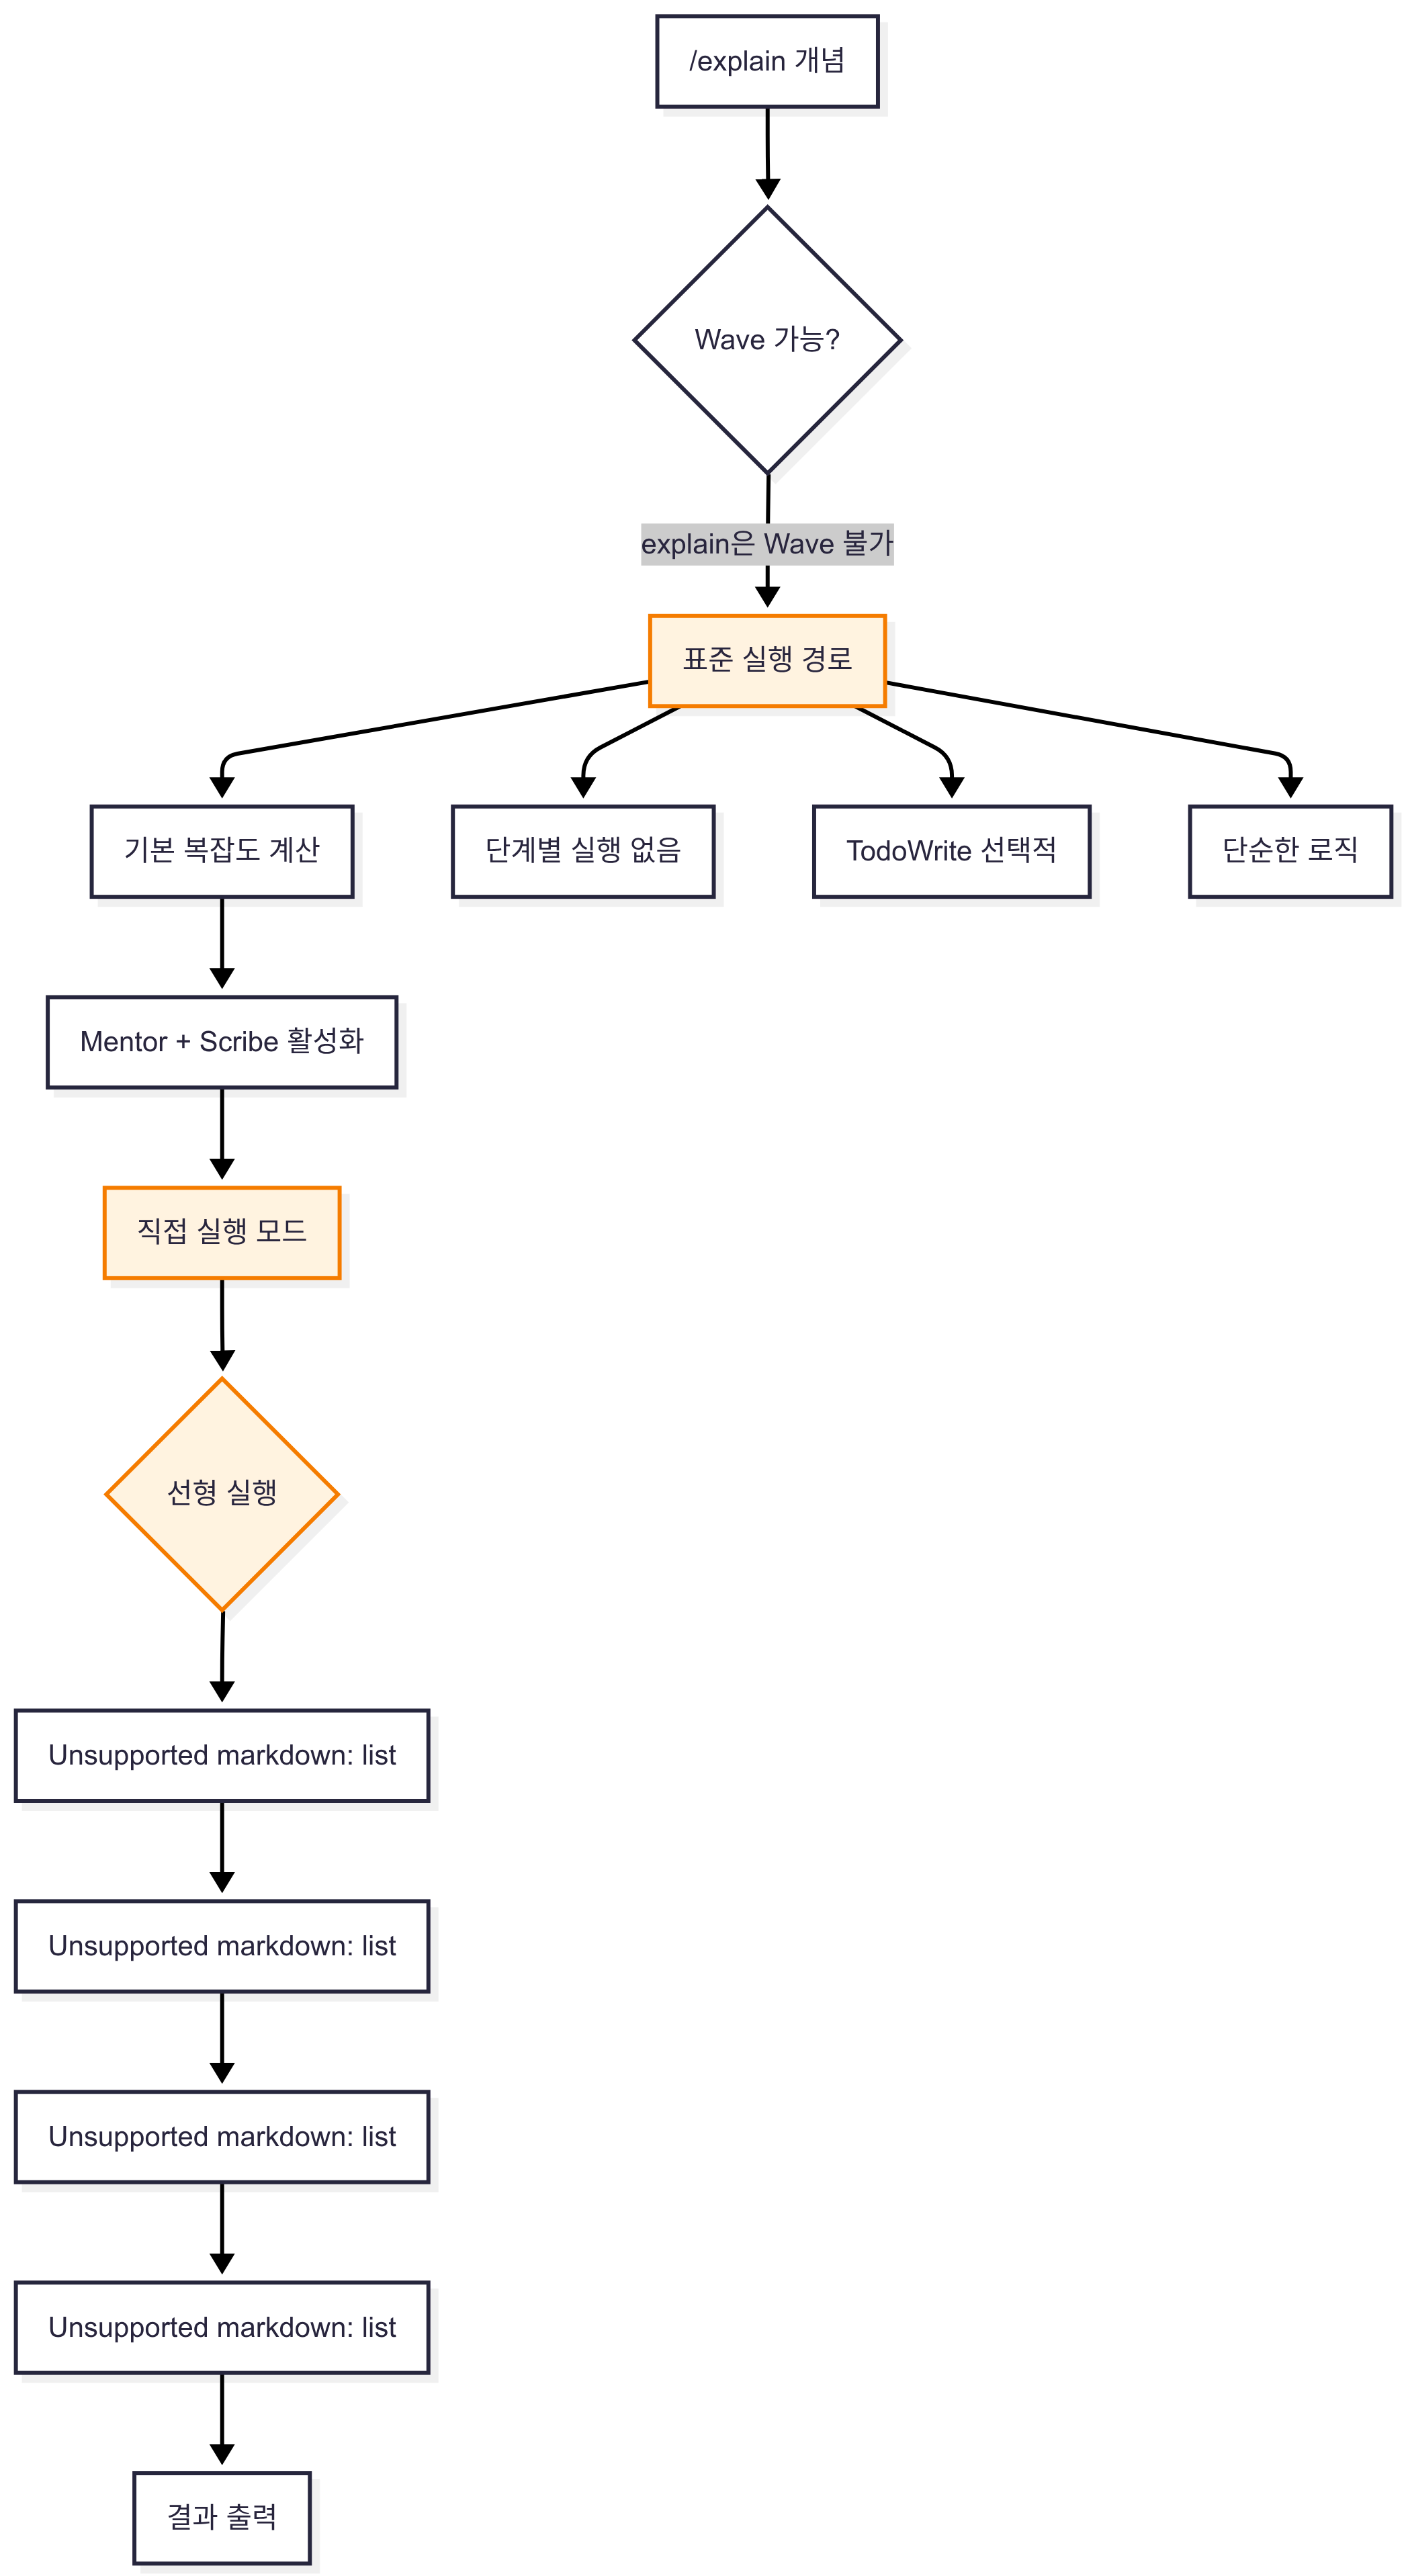 /explain 개념
Wave 가능?
explain은 Wave 불가
표준 실행 경로
기본 복잡도 계산
단계별 실행 없음
TodoWrite 선택적
단순한 로직
Mentor + Scribe 활성화
직접 실행 모드
선형 실행
Unsupported markdown: list
Unsupported markdown: list
Unsupported markdown: list
Unsupported markdown: list
결과 출력